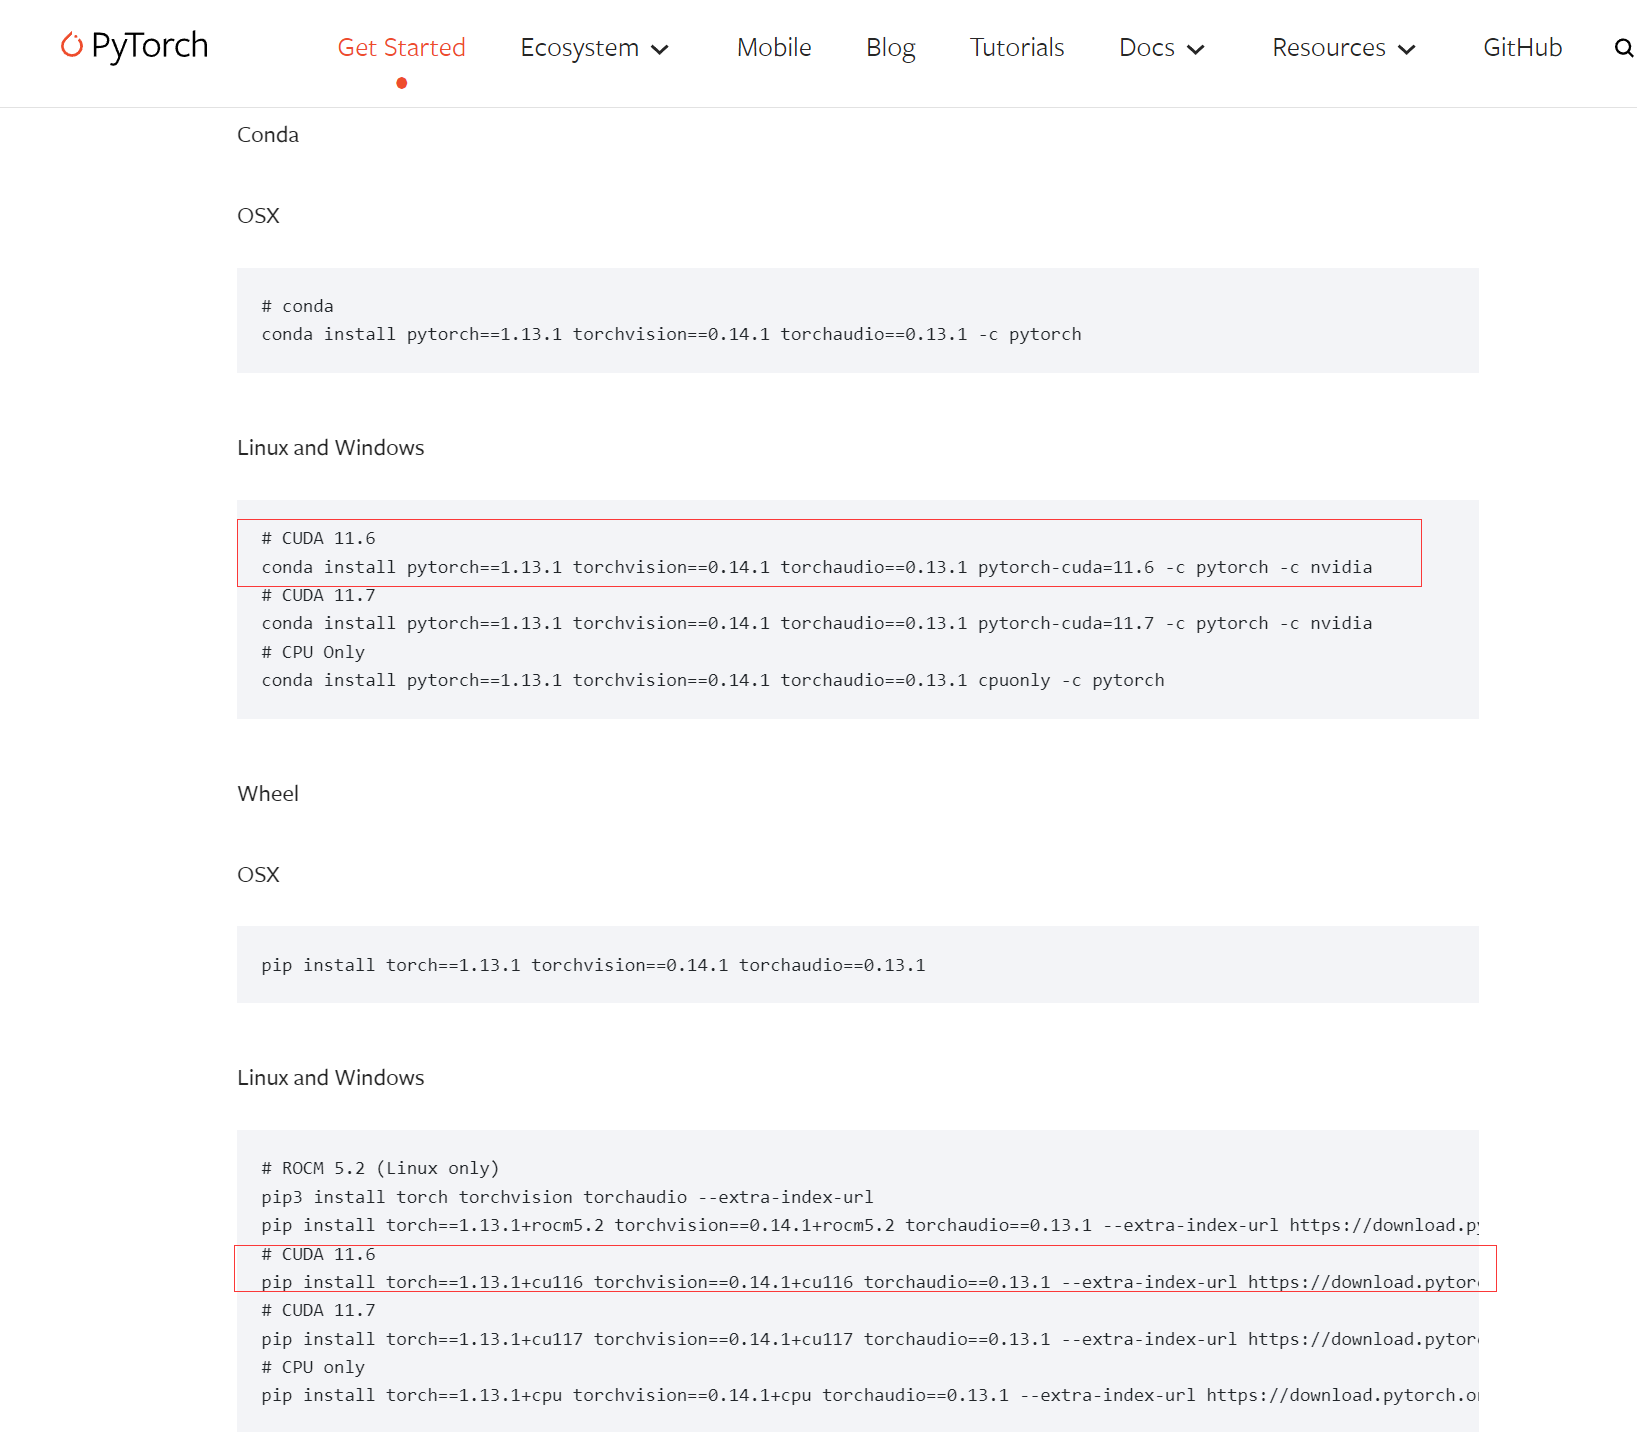 PyTorch Get Started Ecosystem Mobile Blog Tutorials Docs Resources GitHub
Conda
OSX
# conda
conda install pytorch==1.13.1 torchvision==0.14.1 torchaudio==0.13.1 -c pytorch
Linux and Windows
# CUDA 11.6
conda install pytorch==1.13.1 torchvision==0.14.1 torchaudio==0.13.1 pytorch-cuda=11.6 -c pytorch -c nvidia
# CUDA 11.7
conda install pytorch==1.13.1 torchvision==0.14.1 torchaudio==0.13.1 pytorch-cuda=11.7 -c pytorch -c nvidia
# CPU Only
conda install pytorch==1.13.1 torchvision==0.14.1 torchaudio==0.13.1 cpuonly -c pytorch
Wheel
OSX
pip install torch==1.13.1 torchvision==0.14.1 torchaudio==0.13.1
Linux and Windows
# ROCM 5.2 (Linux only)
pip3 install torch torchvision torchaudio --extra-index-url
pip install torch==1.13.1+rocm5.2 torchvision==0.14.1+rocm5.2 torchaudio==0.13.1 --extra-index-url https://download.py
# CUDA 11.6
pip install torch==1.13.1+cu116 torchvision==0.14.1+cu116 torchaudio==0.13.1 --extra-index-url https://download.pytorc
# CUDA 11.7
pip install torch==1.13.1+cu117 torchvision==0.14.1+cu117 torchaudio==0.13.1 --extra-index-url https://download.pytorc
# CPU only
pip install torch==1.13.1+cpu torchvision==0.14.1+cpu torchaudio==0.13.1 --extra-index-url https://download.pytorch.or